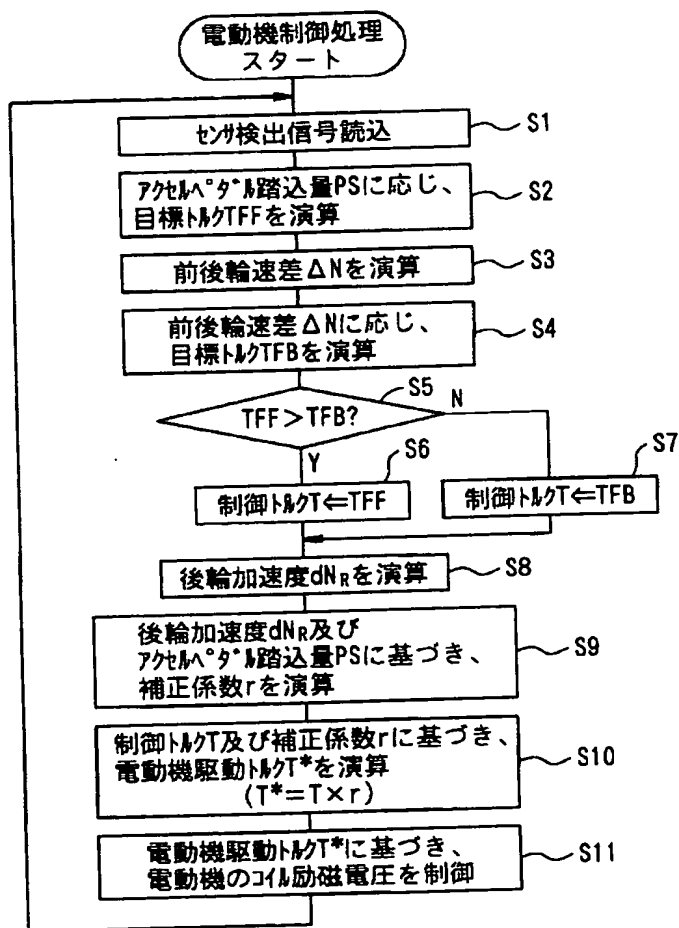 電動機制御処理
スタート
ｾﾝｻ検出信号読込
S1
ｱｸｾﾙﾍﾟﾀﾞﾙ踏込量PSに応じ、
目標ﾄﾙｸTFFを演算
S2
前後輪速差ΔNを演算
S3
前後輪速差ΔNに応じ、
目標ﾄﾙｸTFBを演算
S4
S5
TFF＞TFB?
N
Y
S6
制御ﾄﾙｸT⇐TFF
S7
制御ﾄﾙｸT⇐TFB
後輪加速度dNRを演算
S8
後輪加速度dNR及び
ｱｸｾﾙﾍﾟﾀﾞﾙ踏込量PSに基づき、
補正係数rを演算
S9
制御ﾄﾙｸT及び補正係数rに基づき、
電動機駆動ﾄﾙｸT*を演算
(T*=T×r)
S10
電動機駆動ﾄﾙｸT*に基づき、
電動機のｺｲﾙ励磁電圧を制御
S11